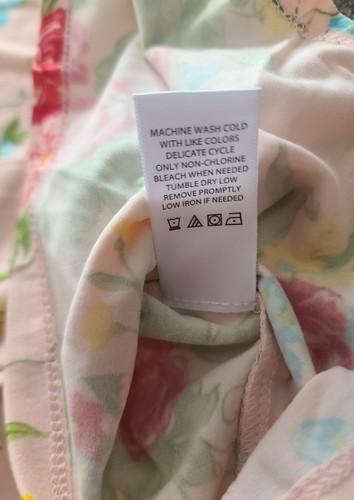 MACHINE WASH COLD
WITH LIKE COLORS
DELICATE CYCLE
ONLY NON-CHLORINE
BLEACH WHEN NEEDED
TUMBLE DRY LOW
REMOVE PROMPTLY
LOW IRON IF NEEDED